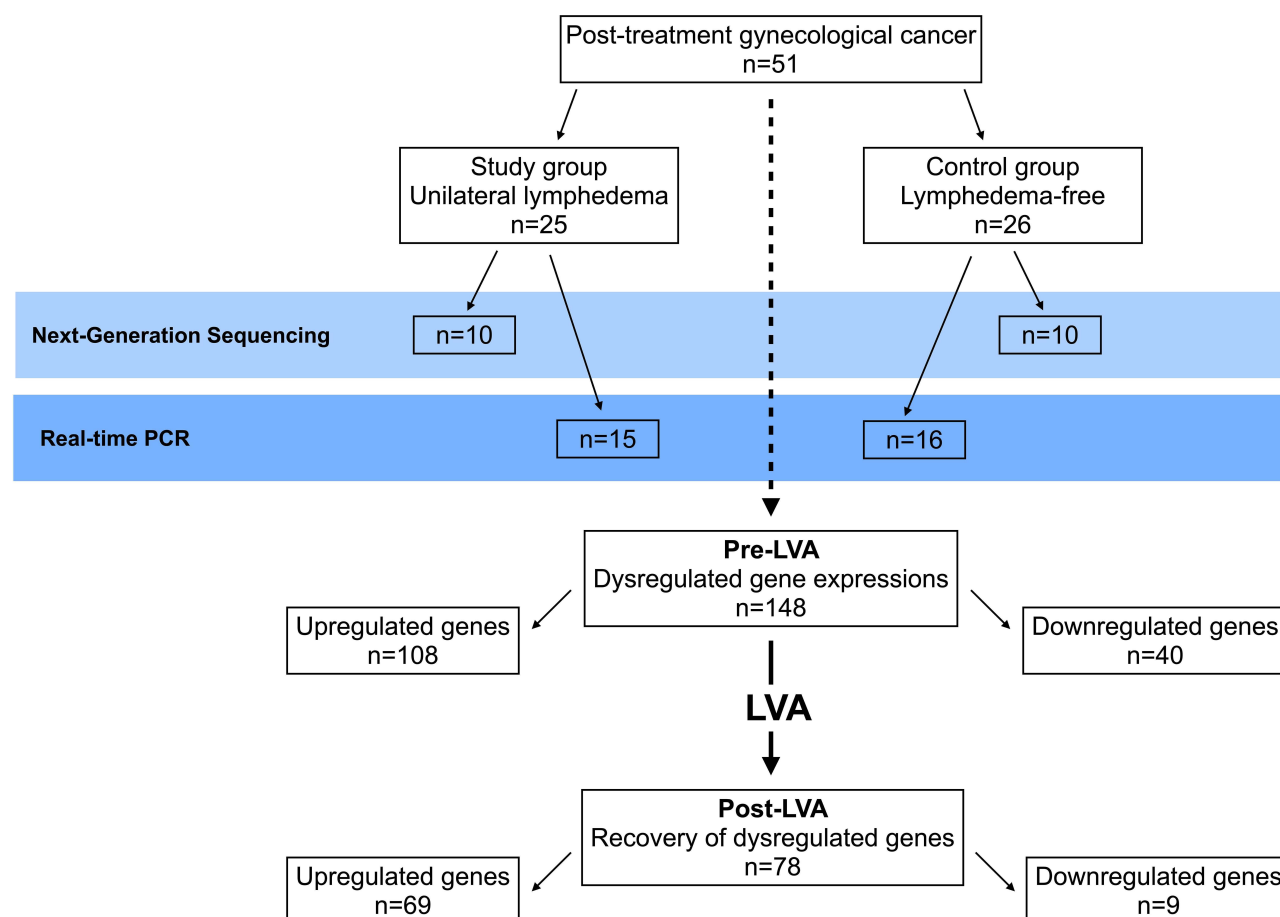 Post-treatment gynecological cancer
n=51
Study group
Unilateral lymphedema
n=25
Control group
Lymphedema-free
n=26
Next-Generation Sequencing
n=10
n=10
Real-time PCR
n=15
n=16
Pre-LVA
Dysregulated gene expressions
n=148
Upregulated genes
n=108
Downregulated genes
n=40
LVA
Post-LVA
Recovery of dysregulated genes
n=78
Upregulated genes
n=69
Downregulated genes
n=9